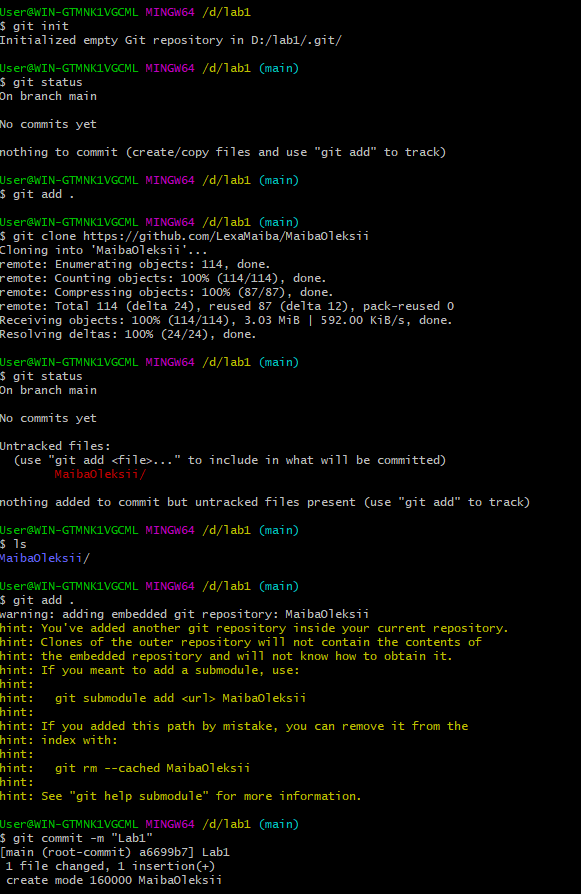 User@WIN-GTMNK1VGCML MINGW64 /d/lab1
$ git init
Initialized empty Git repository in D:/lab1/.git/
User@WIN-GTMNK1VGCML MINGW64 /d/lab1 (main)
$ git status
On branch main
No commits yet
nothing to commit (create/copy files and use "git add" to track)
User@WIN-GTMNK1VGCML MINGW64 /d/lab1 (main)
$ git add .
User@WIN-GTMNK1VGCML MINGW64 /d/lab1 (main)
$ git clone https://github.com/LexaMaiba/MaibaOleksii
Cloning into 'MaibaOleksii'...
remote: Enumerating objects: 114, done.
remote: Counting objects: 100% (114/114), done.
remote: Compressing objects: 100% (87/87), done.
remote: Total 114 (delta 24), reused 87 (delta 12), pack-reused 0
Receiving objects: 100% (114/114), 3.03 MiB | 592.00 KiB/s, done.
Resolving deltas: 100% (24/24), done.
User@WIN-GTMNK1VGCML MINGW64 /d/lab1 (main)
$ git status
On branch main
No commits yet
Untracked files:
(use "git add <file>..." to include in what will be committed)
MaibaOleksii/
nothing added to commit but untracked files present (use "git add" to track)
User@WIN-GTMNK1VGCML MINGW64 /d/lab1 (main)
$ ls
MaibaOleksii/
User@WIN-GTMNK1VGCML MINGW64 /d/lab1 (main)
$ git add .
warning: adding embedded git repository: MaibaOleksii
hint: You've added another git repository inside your current repository.
hint: Clones of the outer repository will not contain the contents of
hint: the embedded repository and will not know how to obtain it.
hint: If you meant to add a submodule, use:
hint:
hint: git submodule add <url> MaibaOleksii
hint:
hint: If you added this path by mistake, you can remove it from the
hint: index with:
hint:
hint: git rm --cached MaibaOleksii
hint:
hint: See "git help submodule" for more information.
User@WIN-GTMNK1VGCML MINGW64 /d/lab1 (main)
$ git commit -m "Lab1"
[main (root-commit) a6699b7] Lab1
1 file changed, 1 insertion(+)
create mode 160000 MaibaOleksii